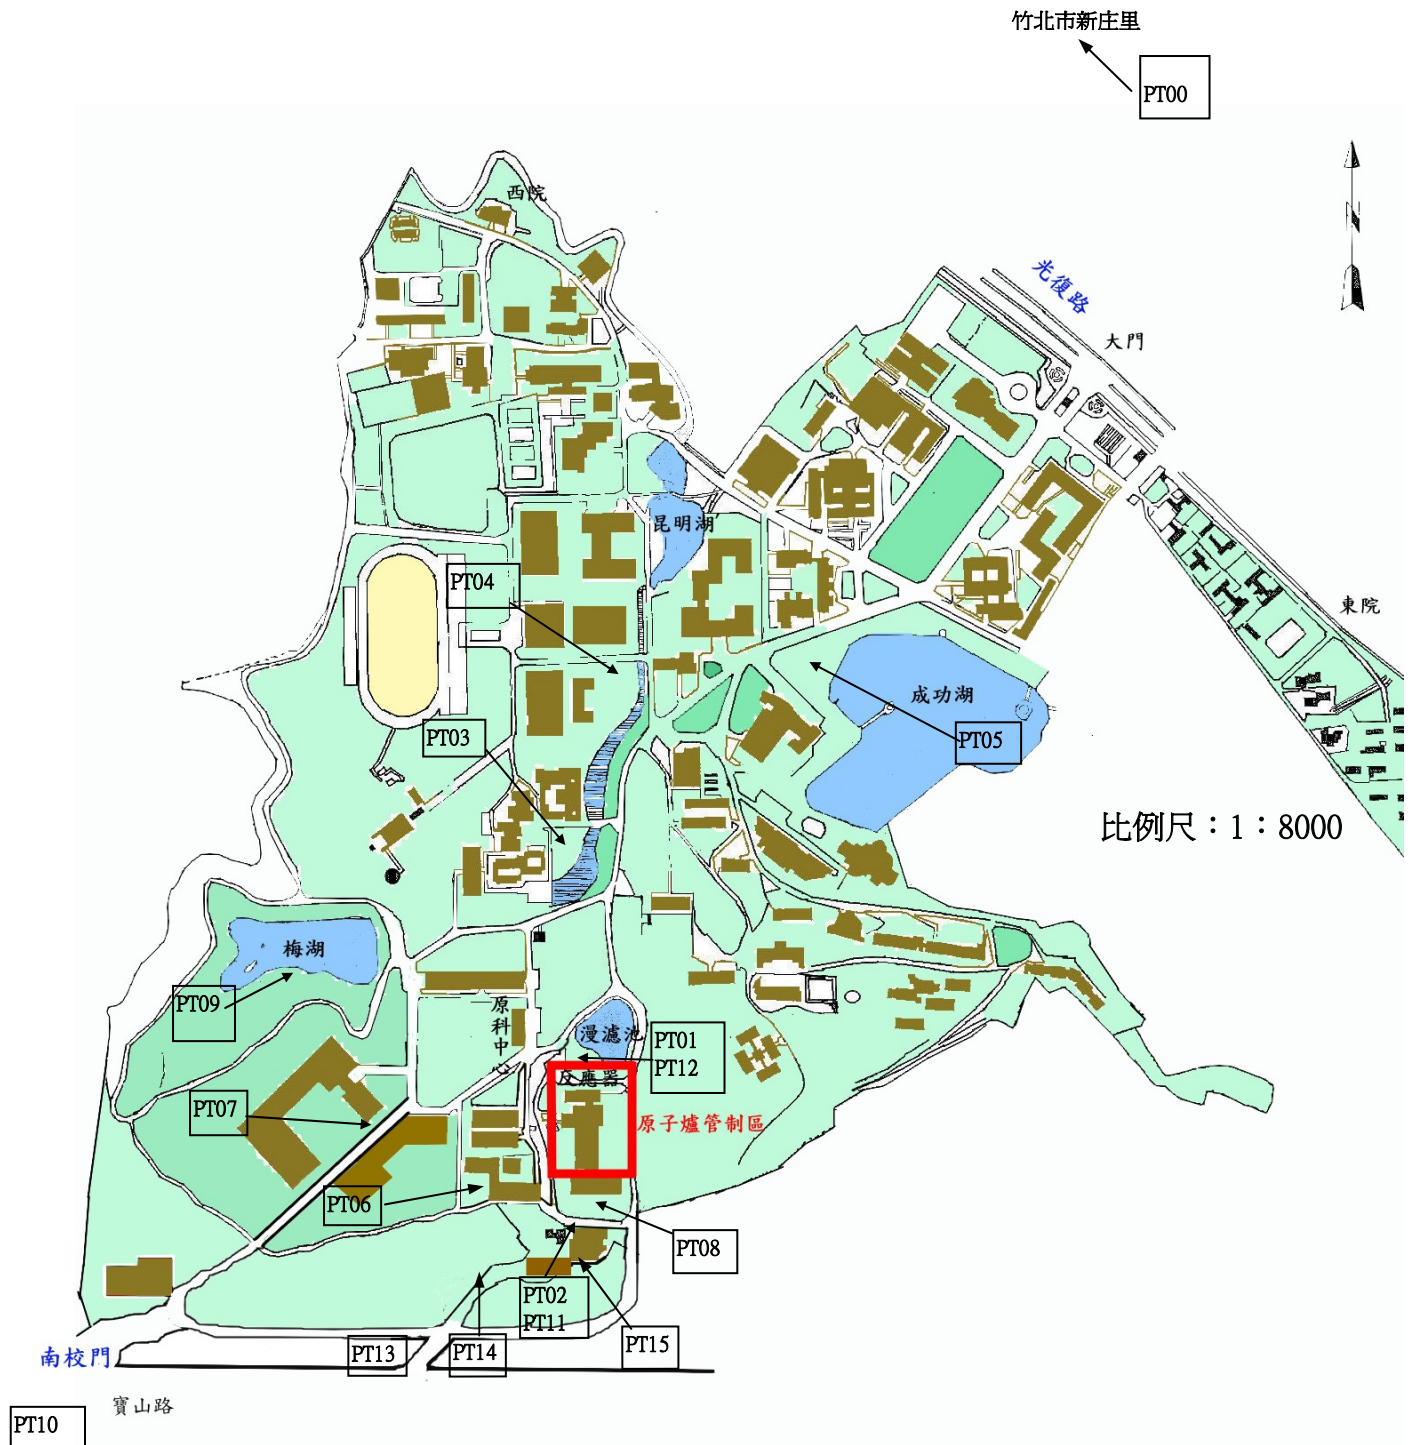 竹北市新庄里
PT00
西院
光復路
大門
N
昆明湖
PT04
東院
成功湖
PT03
PT05
比例尺：1：8000
梅湖
PT09
原科中心
漫濾池
PT01
PT12
反應器
PT07
原子爐管制區
PT06
PT08
PT02
PT11
PT15
PT13
PT14
南校門
寶山路
PT10